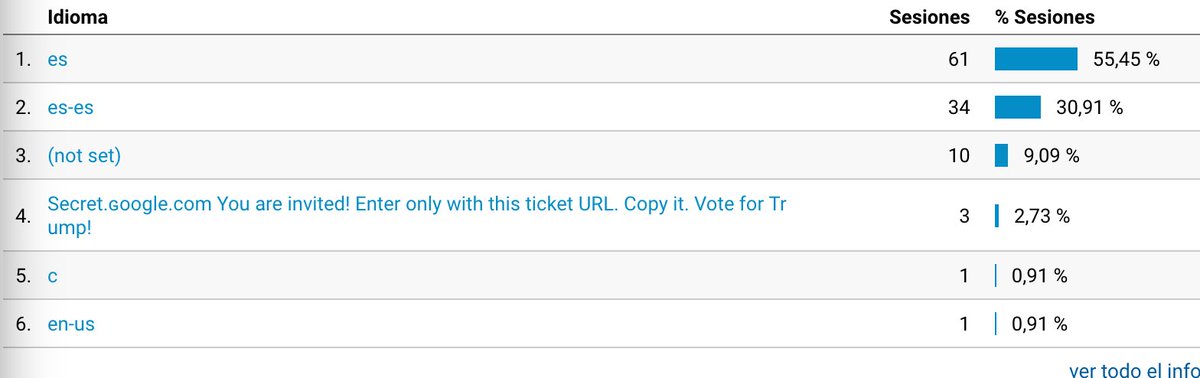 Idioma Sesiones % Sesiones
1. es 61 55,45 %
2. es-es 34 30,91 %
3. (not set) 10 9,09 %
4. Secret.ɢoogle.com You are invited! Enter only with this ticket URL. Copy it. Vote for Tr
ump! 3 2,73 %
5. c 1 0,91 %
6. en-us 1 0,91 %
ver todo el info